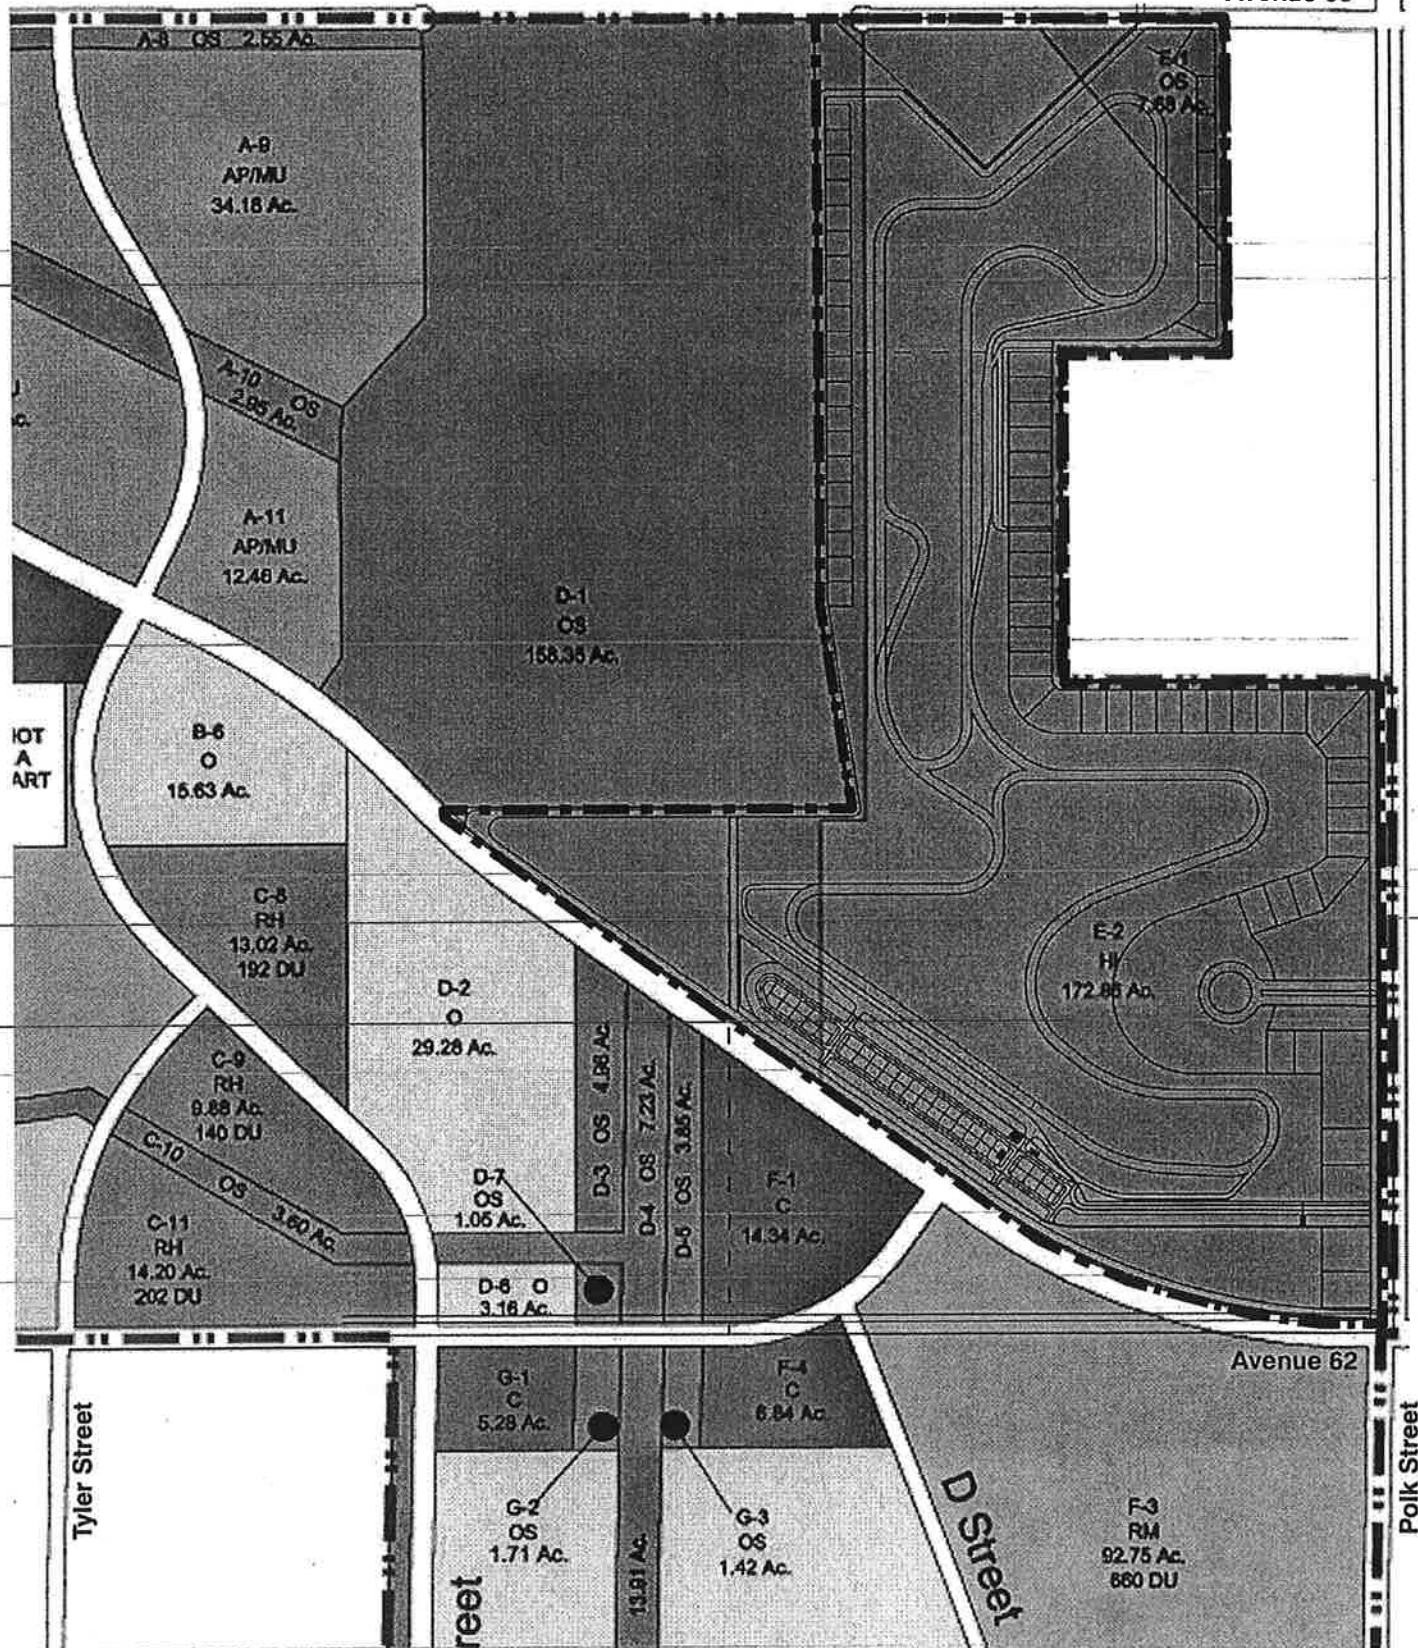 A-8 OS 2.55 Ac.
E-1
OS
7.63 Ac.
A-9
AP/MU
34.18 Ac.
A-10 OS
2.95 Ac.
A-11
AP/MU
12.46 Ac.
D-1
OS
158.35 Ac.
B-6
O
15.63 Ac.
A
C-8
RH
13.02 Ac.
192 DU
D-2
O
29.28 Ac.
E-2
HI
172.86 Ac.
C-9
RH
9.88 Ac.
140 DU
D-3 OS 4.96 Ac.
D-4 OS 7.23 Ac.
D-5 OS 3.85 Ac.
C-10 OS 3.60 Ac.
C-11
RH
14.20 Ac.
202 DU
D-7
OS
1.05 Ac.
F-1
C
14.34 Ac.
D-6 O
3.16 Ac.
Avenue 62
G-1
C
5.28 Ac.
F-4
C
6.84 Ac.
Tyler Street
Polk Street
G-2
OS
1.71 Ac.
13.91 Ac.
G-3
OS
1.42 Ac.
D Street
F-3
RM
92.75 Ac.
660 DU